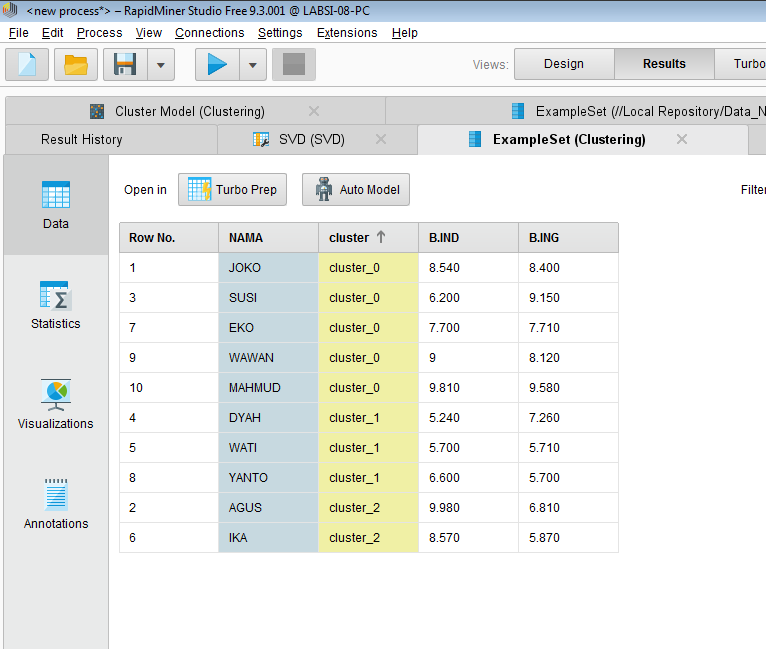 <new process*> – RapidMiner Studio Free 9.3.001 @ LABSI-08-PC
File Edit Process View Connections Settings Extensions Help
Views: Design Results Turbo
Cluster Model (Clustering) ExampleSet (//Local Repository/Data_N
Result History SVD (SVD) ExampleSet (Clustering)
Data
Statistics
Visualizations
Annotations
Open in Turbo Prep Auto Model Filter
Row No. NAMA cluster B.IND B.ING
1 JOKO cluster_0 8.540 8.400
3 SUSI cluster_0 6.200 9.150
7 EKO cluster_0 7.700 7.710
9 WAWAN cluster_0 9 8.120
10 MAHMUD cluster_0 9.810 9.580
4 DYAH cluster_1 5.240 7.260
5 WATI cluster_1 5.700 5.710
8 YANTO cluster_1 6.600 5.700
2 AGUS cluster_2 9.980 6.810
6 IKA cluster_2 8.570 5.870